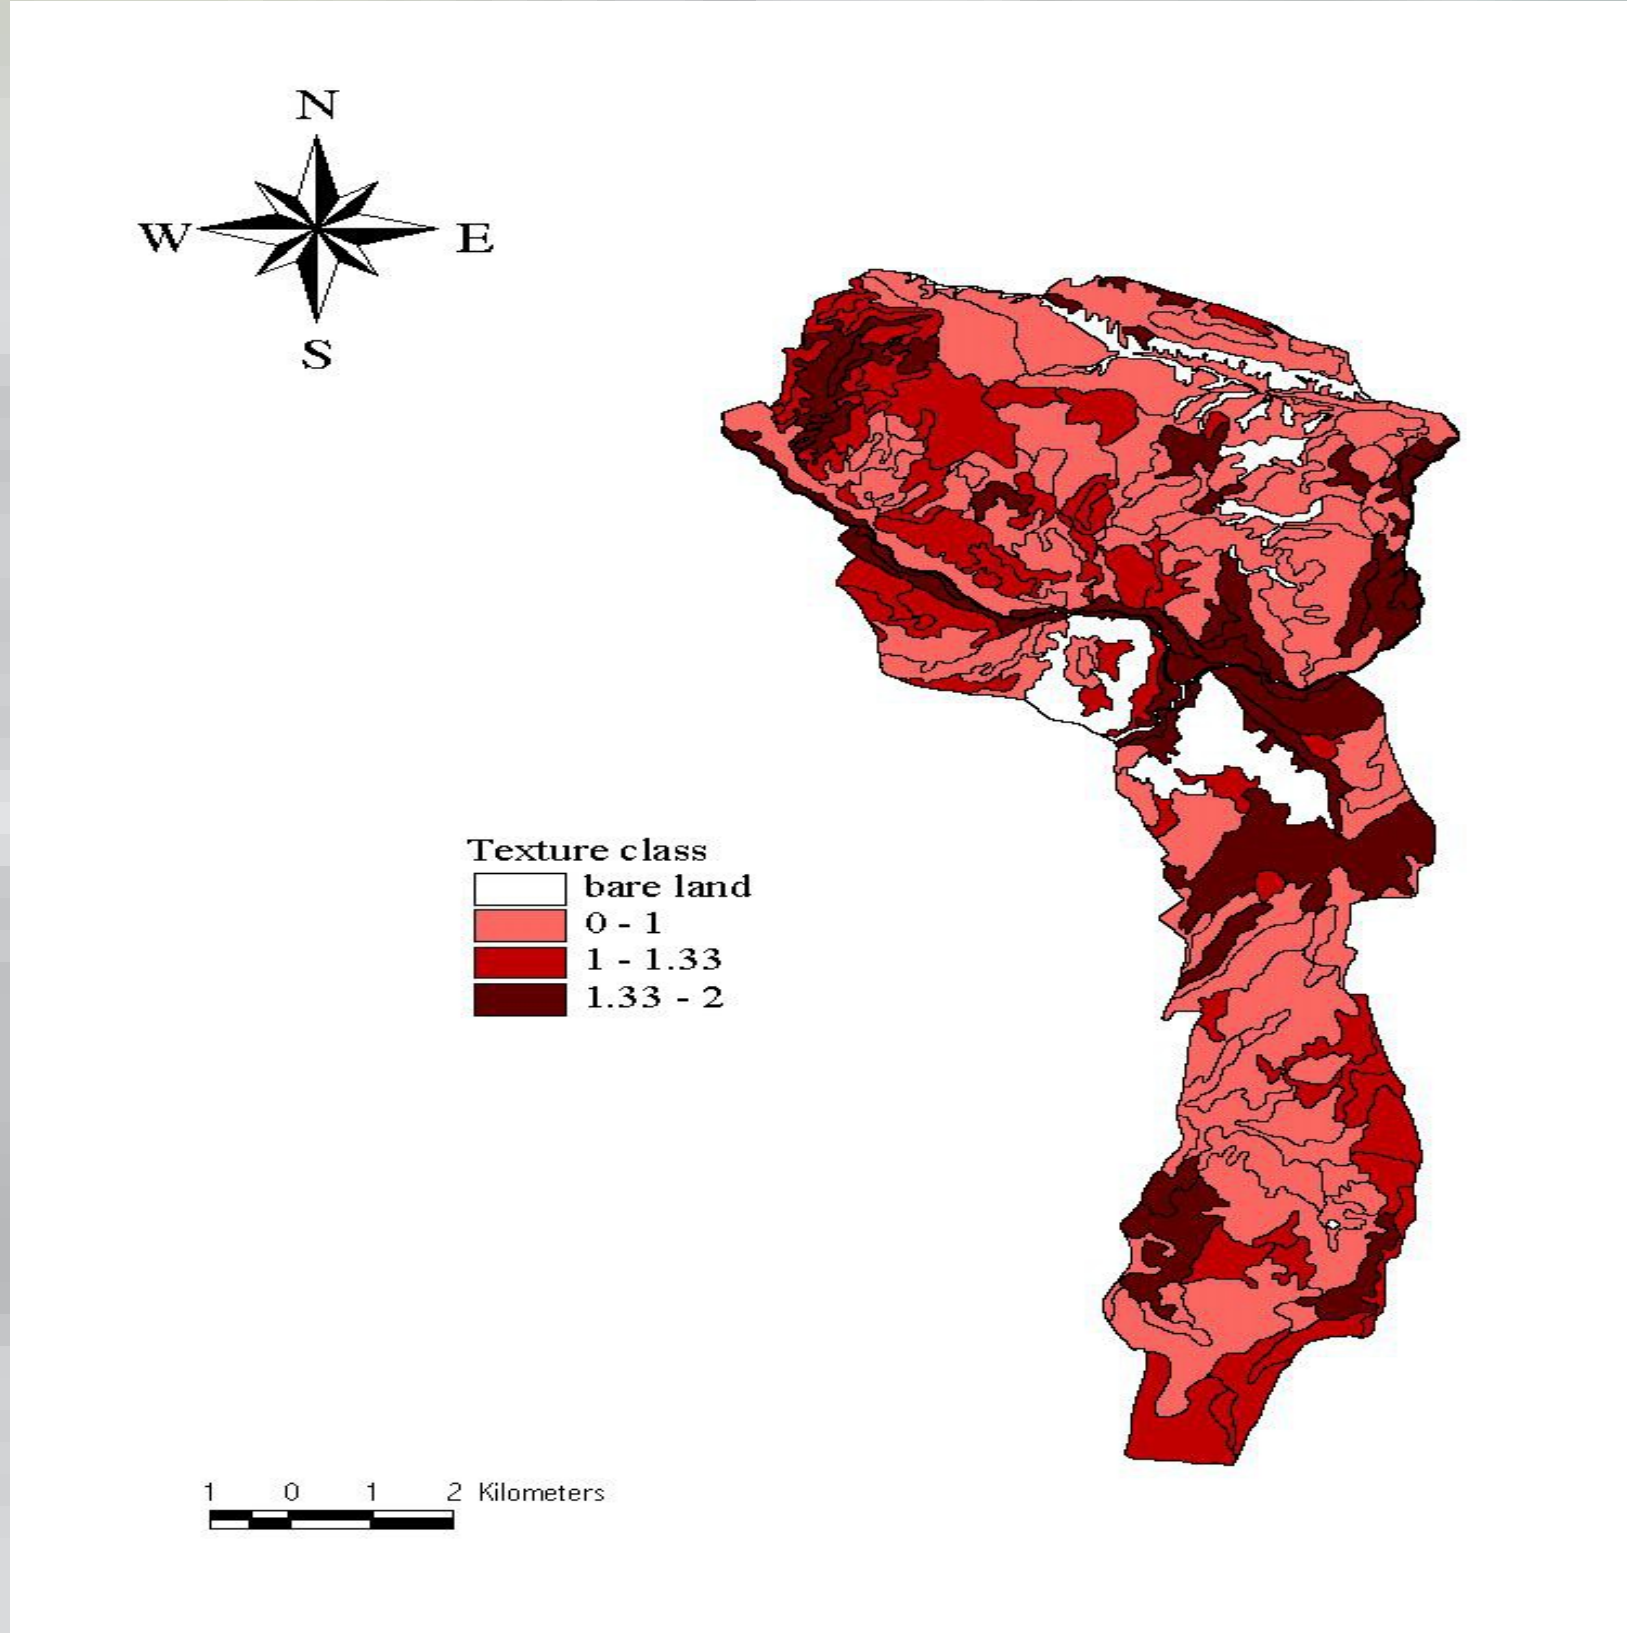 N
W E
S
Texture class
bare land
0 - 1
1 - 1.33
1.33 - 2
1 0 1 2 Kilometers